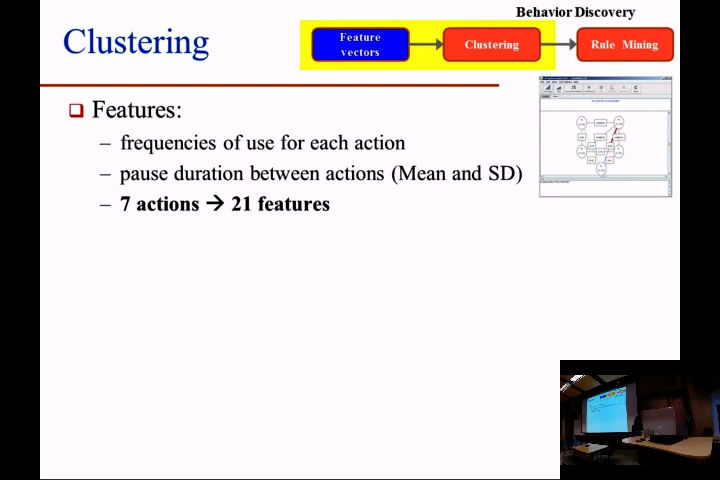 Behavior Discovery
Clustering
Feature vectors
Clustering
Rule Mining
Features:
– frequencies of use for each action
– pause duration between actions (Mean and SD)
– 7 actions → 21 features